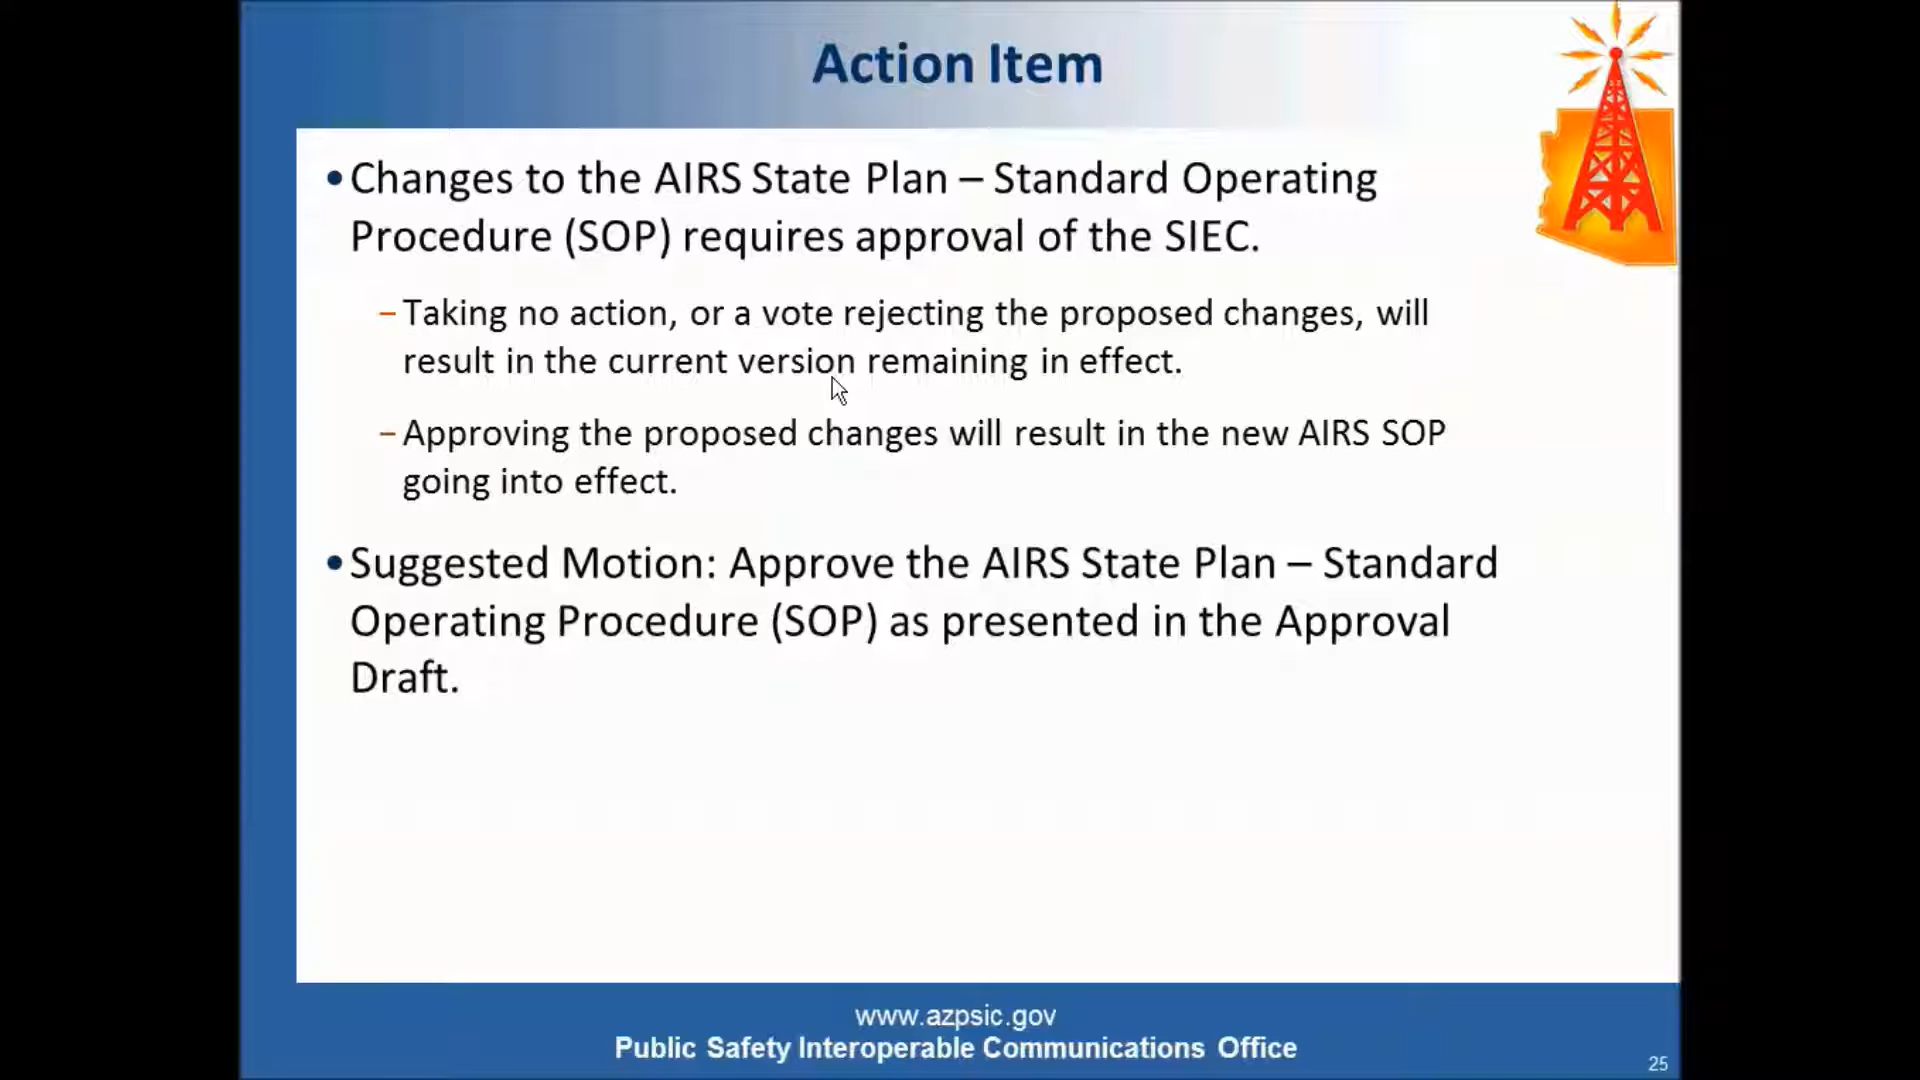 Action Item
•Changes to the AIRS State Plan – Standard Operating
Procedure (SOP) requires approval of the SIEC.
–Taking no action, or a vote rejecting the proposed changes, will
result in the current version remaining in effect.
–Approving the proposed changes will result in the new AIRS SOP
going into effect.
•Suggested Motion: Approve the AIRS State Plan – Standard
Operating Procedure (SOP) as presented in the Approval
Draft.
www.azpsic.gov
Public Safety Interoperable Communications Office
25